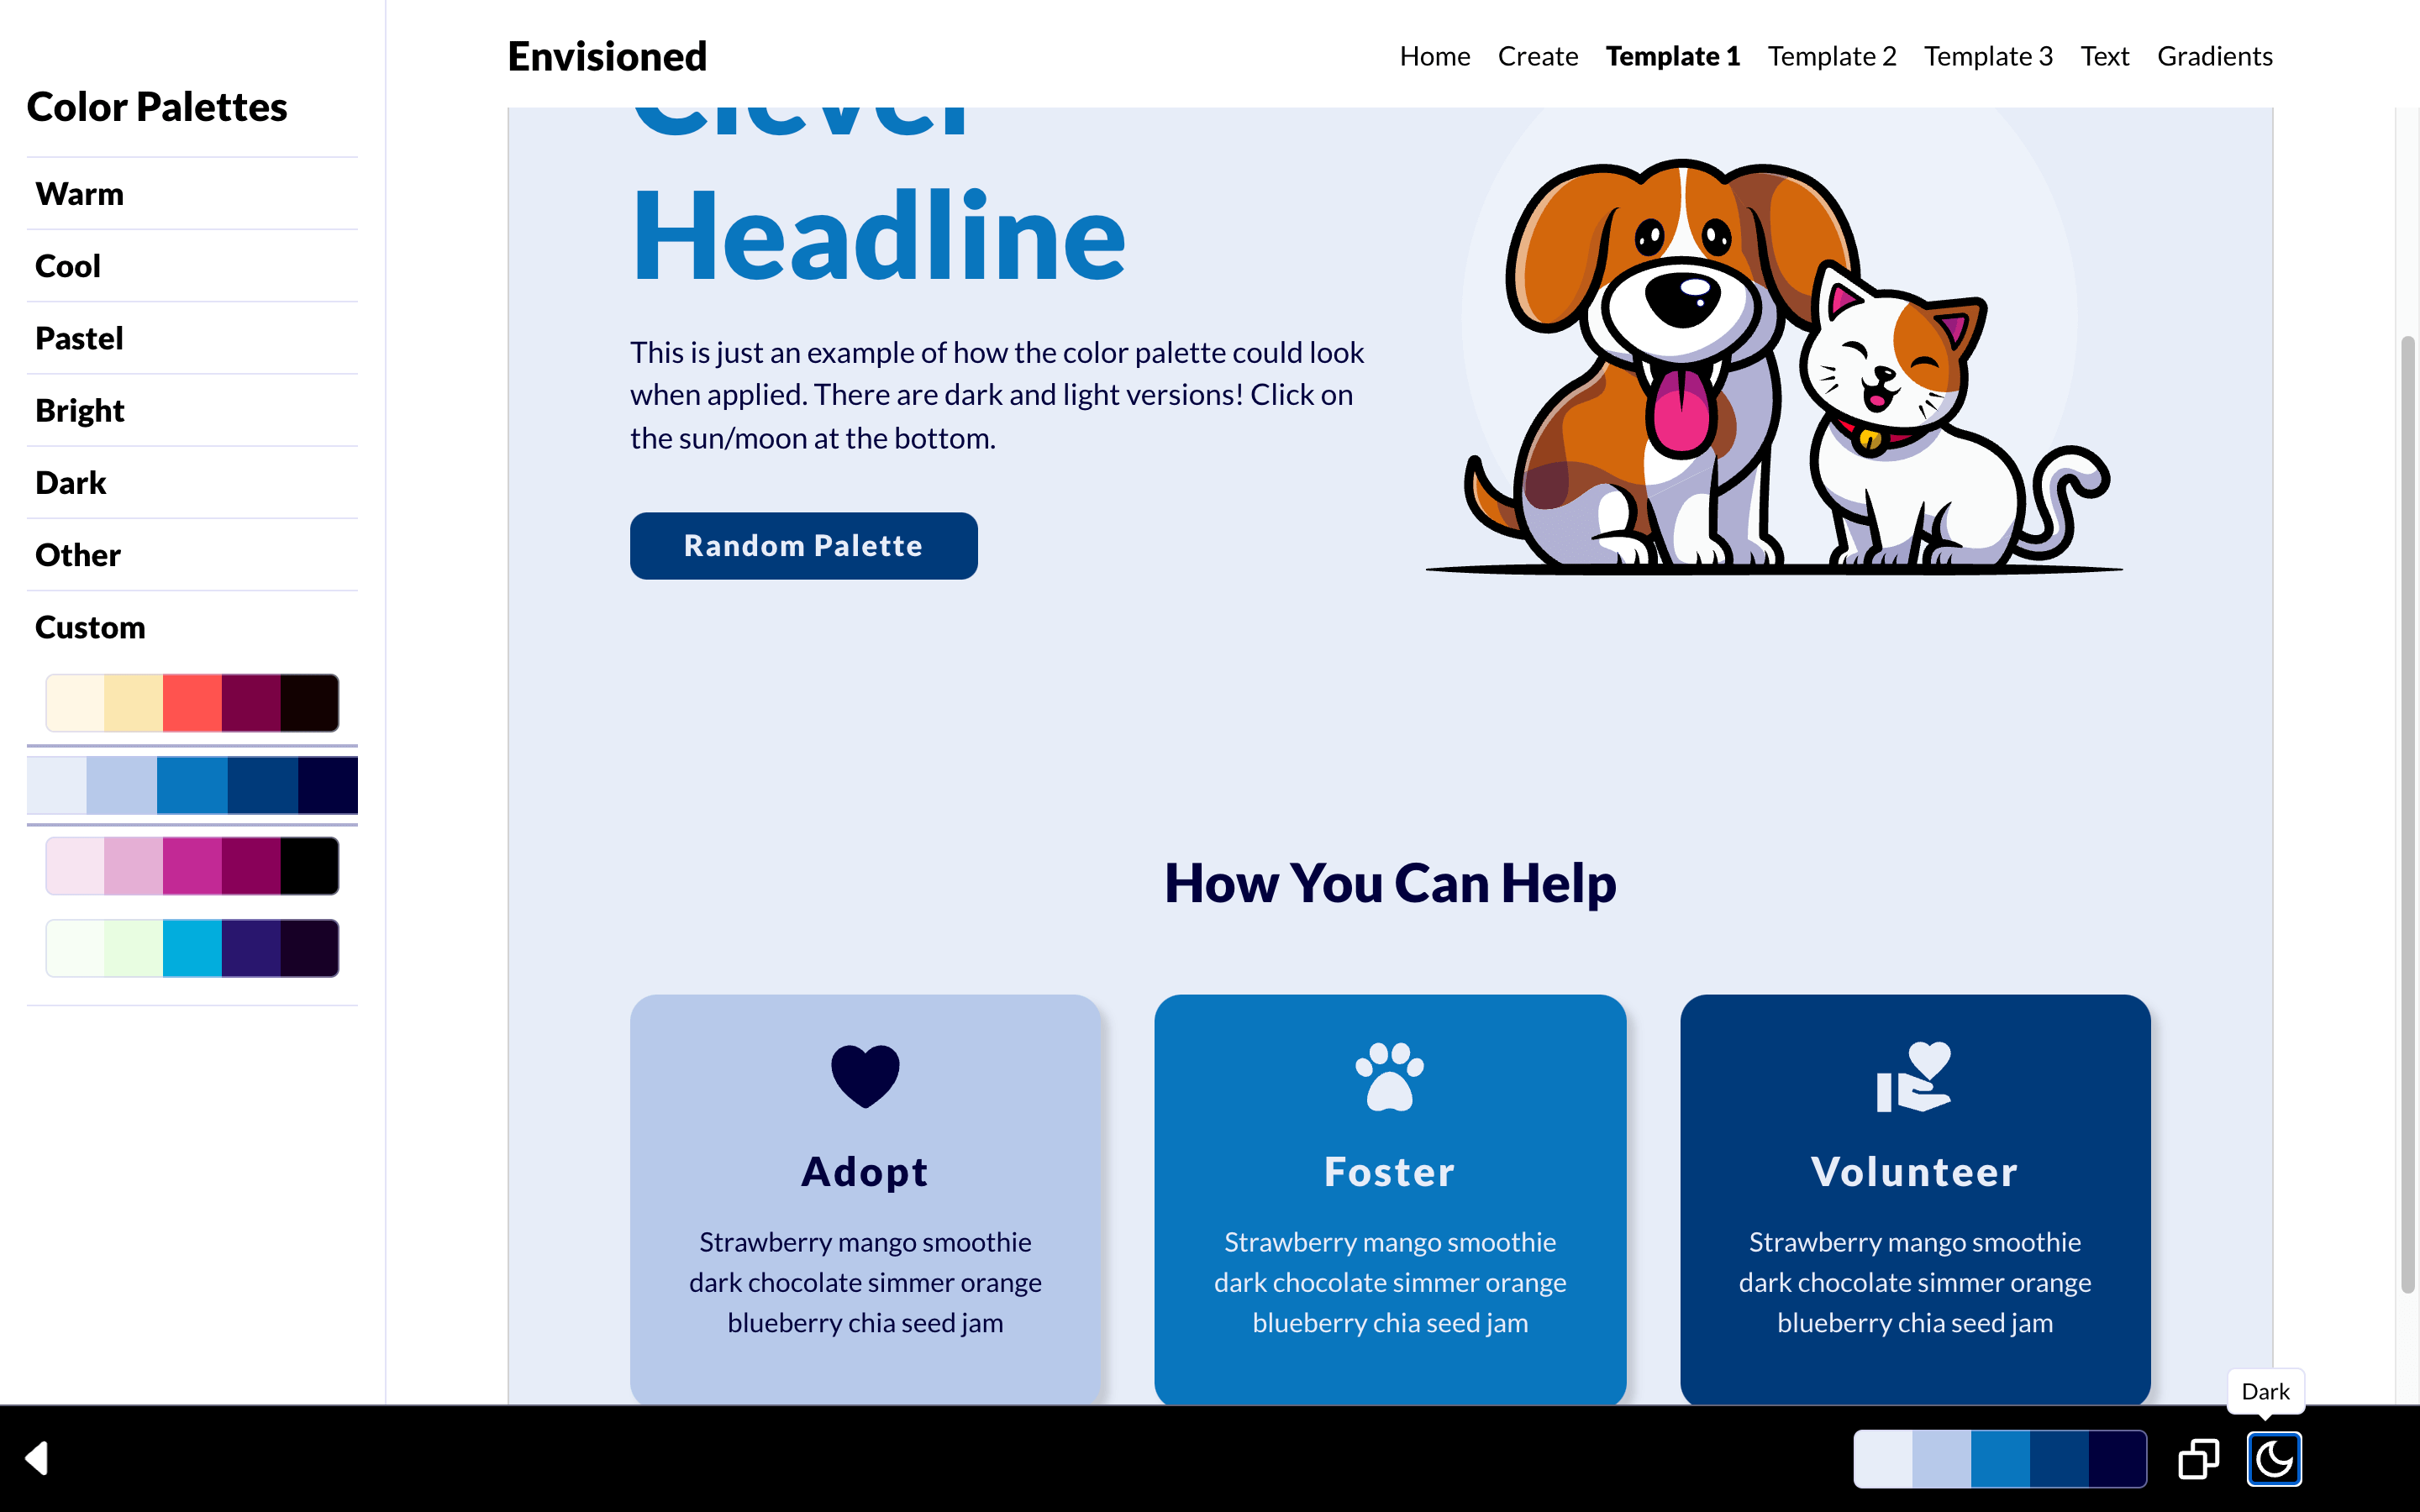 Envisioned
Home Create Template 1 Template 2 Template 3 Text Gradients
Color Palettes
Warm
Cool
Pastel
Bright
Dark
Other
Custom
Clever
Headline
This is just an example of how the color palette could look
when applied. There are dark and light versions! Click on
the sun/moon at the bottom.
Random Palette
How You Can Help
Adopt
Strawberry mango smoothie
dark chocolate simmer orange
blueberry chia seed jam
Foster
Strawberry mango smoothie
dark chocolate simmer orange
blueberry chia seed jam
Volunteer
Strawberry mango smoothie
dark chocolate simmer orange
blueberry chia seed jam
Dark